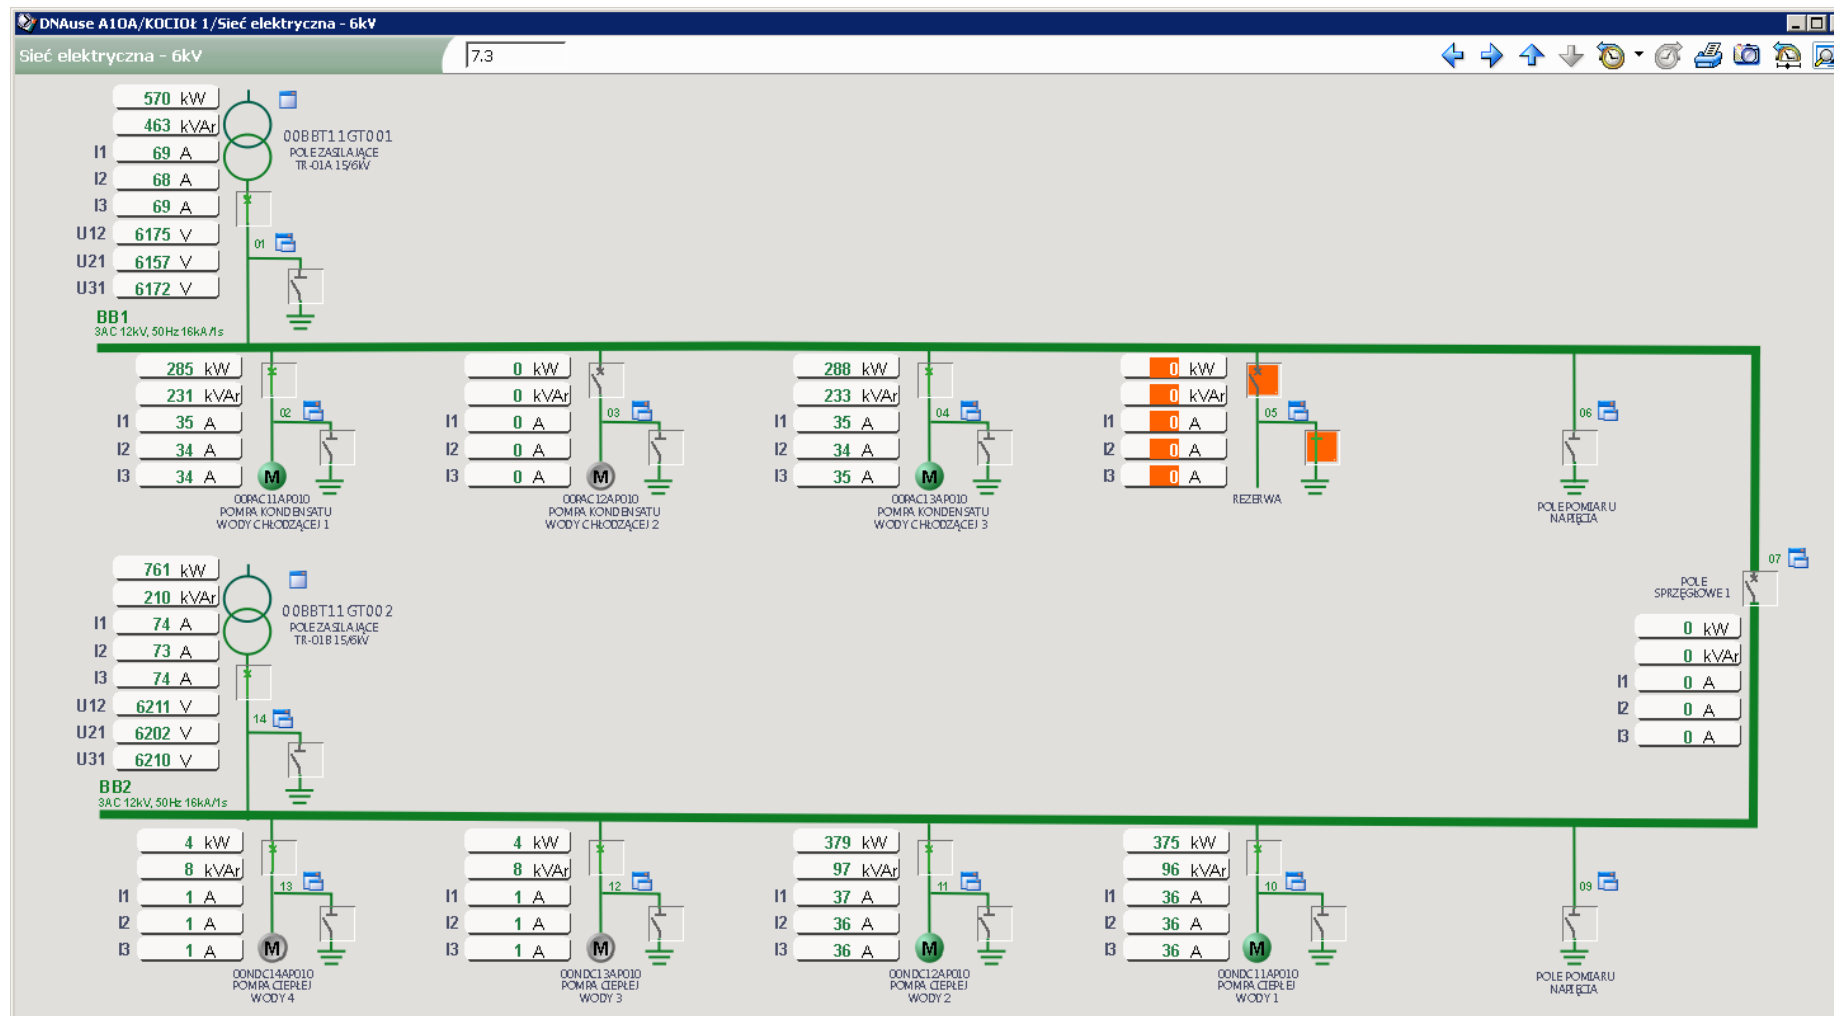 DNAuse A10A/KOCIOŁ 1/Sieć elektryczna - 6kV
Sieć elektryczna - 6kV
7.3
570 kW
463 kVAr
I1 69 A
I2 68 A
I3 69 A
U12 6175 V
U21 6157 V
U31 6172 V
00BBT11GT001
POLE ZASILAJĄCE
TR-01A 15/6kV
01
BB1
3AC 12kV, 50Hz 16kA/1s
285 kW
231 kVAr
I1 35 A
I2 34 A
I3 34 A
02
M
00PAC11AP010
POMPA KONDENSATU
WODY CHŁODZĄCEJ 1
0 kW
0 kVAr
I1 0 A
I2 0 A
I3 0 A
03
M
00PAC12AP010
POMPA KONDENSATU
WODY CHŁODZĄCEJ 2
288 kW
233 kVAr
I1 35 A
I2 34 A
I3 35 A
04
M
00PAC13AP010
POMPA KONDENSATU
WODY CHŁODZĄCEJ 3
0 kW
0 kVAr
I1 0 A
I2 0 A
I3 0 A
05
REZERWA
06
POLE POMIARU
NAPIĘCIA
07
POLE
SPRZĘGŁOWE 1
0 kW
0 kVAr
I1 0 A
I2 0 A
I3 0 A
761 kW
210 kVAr
I1 74 A
I2 73 A
I3 74 A
U12 6211 V
U21 6202 V
U31 6210 V
00BBT11GT002
POLE ZASILAJĄCE
TR-01B 15/6kV
14
BB2
3AC 12kV, 50Hz 16kA/1s
4 kW
8 kVAr
I1 1 A
I2 1 A
I3 1 A
13
M
00NDC14AP010
POMPA CIEPŁEJ
WODY 4
4 kW
8 kVAr
I1 1 A
I2 1 A
I3 1 A
12
M
00NDC13AP010
POMPA CIEPŁEJ
WODY 3
379 kW
97 kVAr
I1 37 A
I2 36 A
I3 36 A
11
M
00NDC12AP010
POMPA CIEPŁEJ
WODY 2
375 kW
96 kVAr
I1 36 A
I2 36 A
I3 36 A
10
M
00NDC11AP010
POMPA CIEPŁEJ
WODY 1
09
POLE POMIARU
NAPIĘCIA